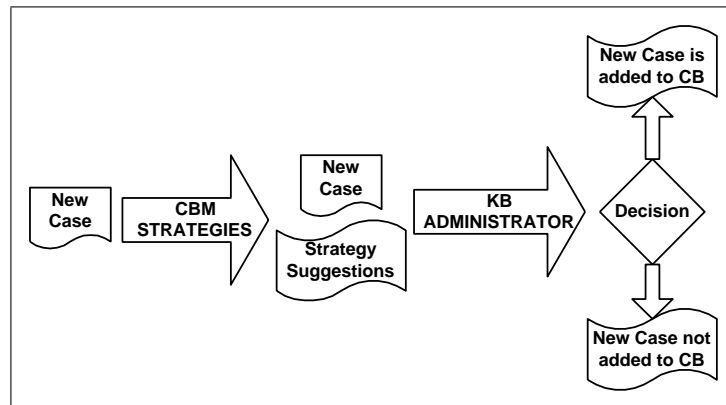 New
Case
CBM
STRATEGIES
New
Case
Strategy
Suggestions
KB
ADMINISTRATOR
Decision
New Case is
added to CB
New Case not
added to CB